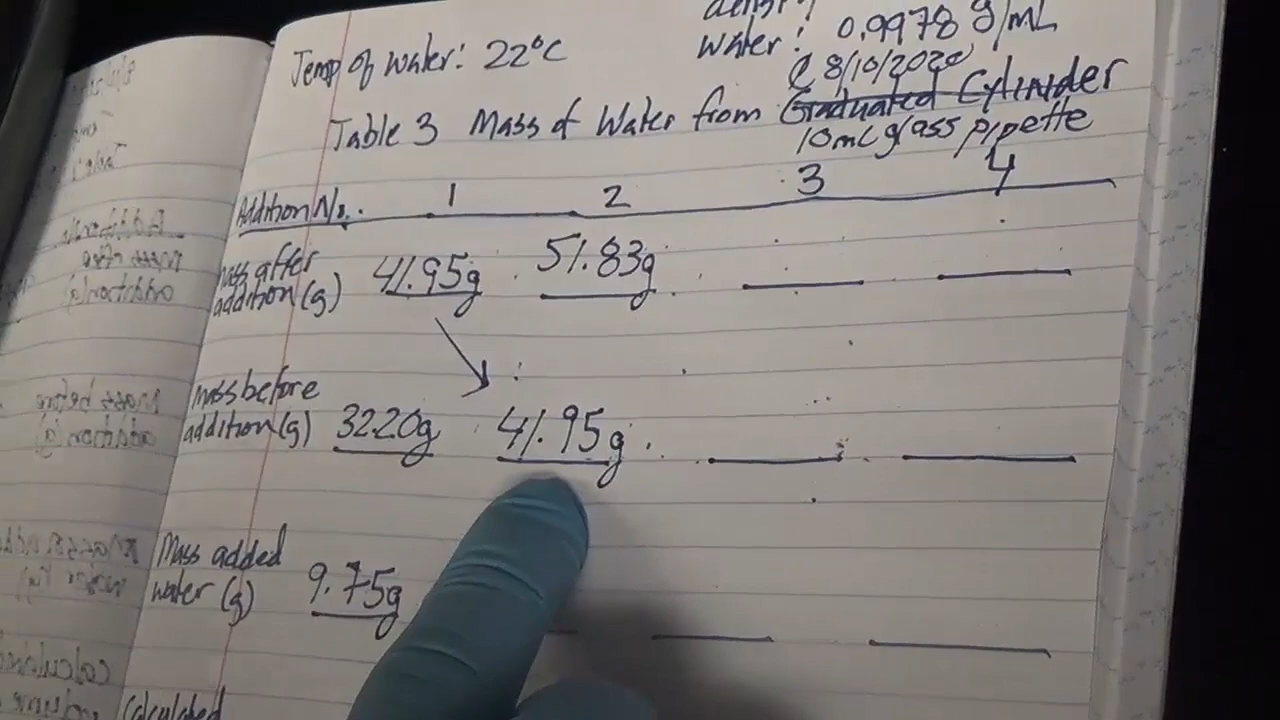 density
Temp of water: 22°C water: 0.9978 g/mL
@ 8/10/2020
Table 3 Mass of Water from Graduated Cylinder
10mL glass pipette
Addition No. 1 2 3 4
mass after
addition (g) 41.95g 51.83g
mass before
addition (g) 32.20g 41.95g
Mass added
water (g) 9.75g
Calculated